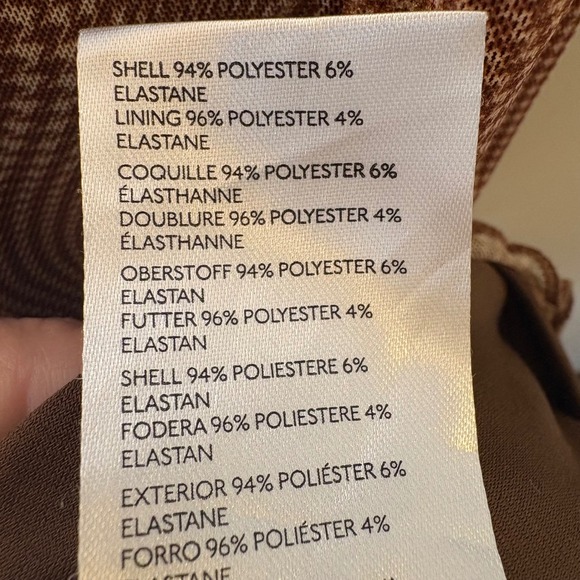 SHELL 94% POLYESTER 6%
ELASTANE
LINING 96% POLYESTER 4%
ELASTANE
COQUILLE 94% POLYESTER 6%
ÉLASTHANNE
DOUBLURE 96% POLYESTER 4%
ÉLASTHANNE
OBERSTOFF 94% POLYESTER 6%
ELASTAN
FUTTER 96% POLYESTER 4%
ELASTAN
SHELL 94% POLIESTERE 6%
ELASTAN
FODERA 96% POLIESTERE 4%
ELASTAN
EXTERIOR 94% POLIÉSTER 6%
ELASTANE
FORRO 96% POLIÉSTER 4%
ELASTANE